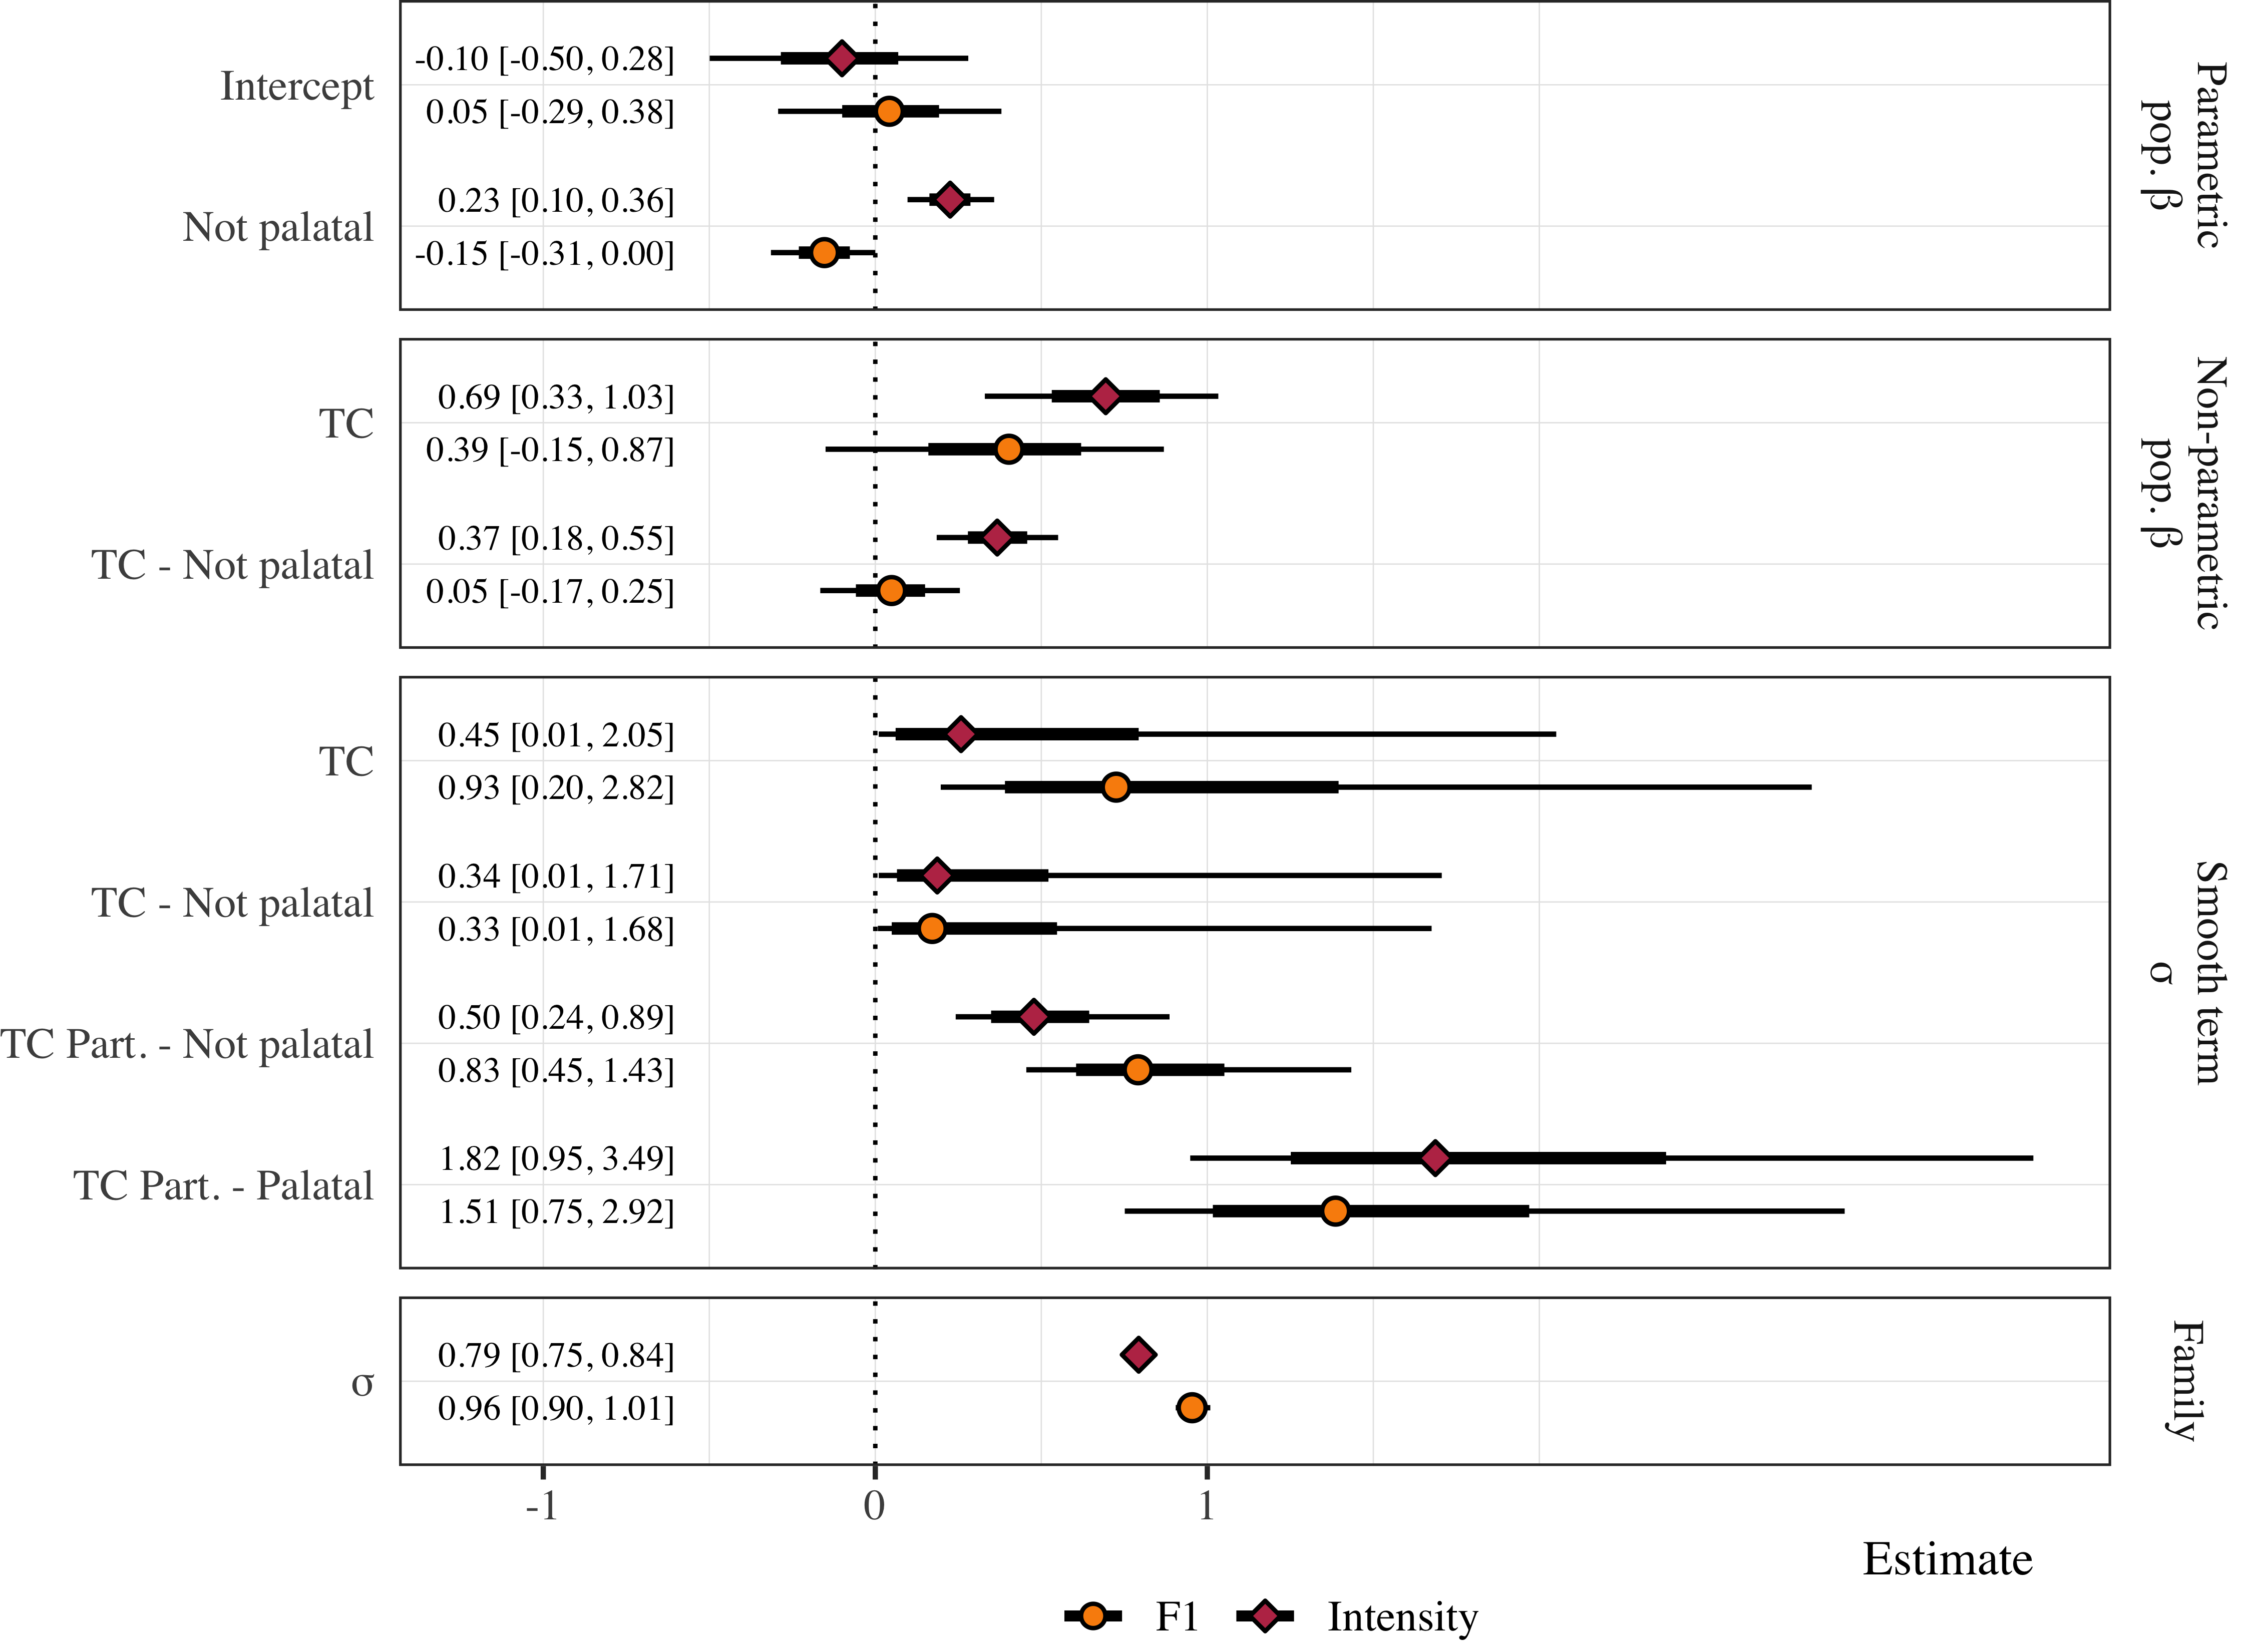 Intercept
-0.10 [-0.50, 0.28]
0.05 [-0.29, 0.38]
Not palatal
0.23 [0.10, 0.36]
-0.15 [-0.31, 0.00]
Parametric
pop. β
TC
0.69 [0.33, 1.03]
0.39 [-0.15, 0.87]
TC - Not palatal
0.37 [0.18, 0.55]
0.05 [-0.17, 0.25]
Non-parametric
pop. β
TC
0.45 [0.01, 2.05]
0.93 [0.20, 2.82]
TC - Not palatal
0.34 [0.01, 1.71]
0.33 [0.01, 1.68]
TC Part. - Not palatal
0.50 [0.24, 0.89]
0.83 [0.45, 1.43]
TC Part. - Palatal
1.82 [0.95, 3.49]
1.51 [0.75, 2.92]
Smooth term
σ
σ
0.79 [0.75, 0.84]
0.96 [0.90, 1.01]
Family
-1 0 1
Estimate
F1 Intensity